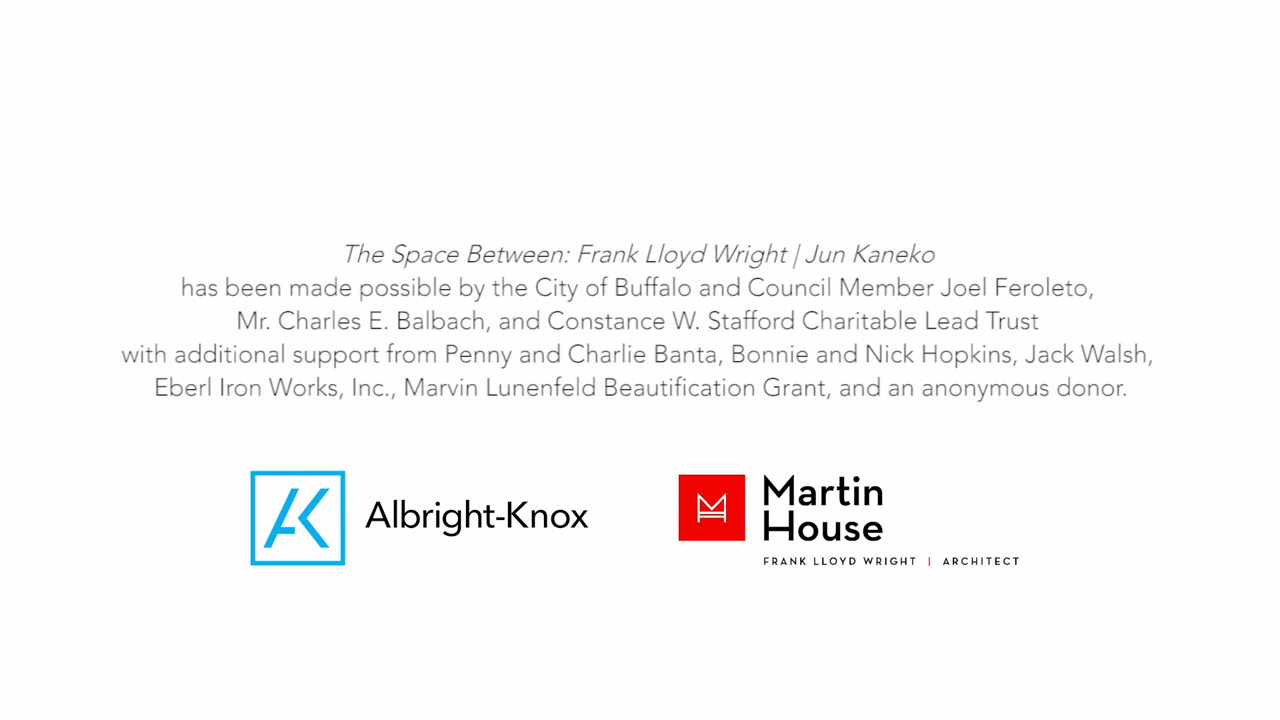 The Space Between: Frank Lloyd Wright | Jun Kaneko
has been made possible by the City of Buffalo and Council Member Joel Feroleto,
Mr. Charles E. Balbach, and Constance W. Stafford Charitable Lead Trust
with additional support from Penny and Charlie Banta, Bonnie and Nick Hopkins, Jack Walsh,
Eberl Iron Works, Inc., Marvin Lunenfeld Beautification Grant, and an anonymous donor.
AK Albright-Knox
Martin
House
FRANK LLOYD WRIGHT | ARCHITECT